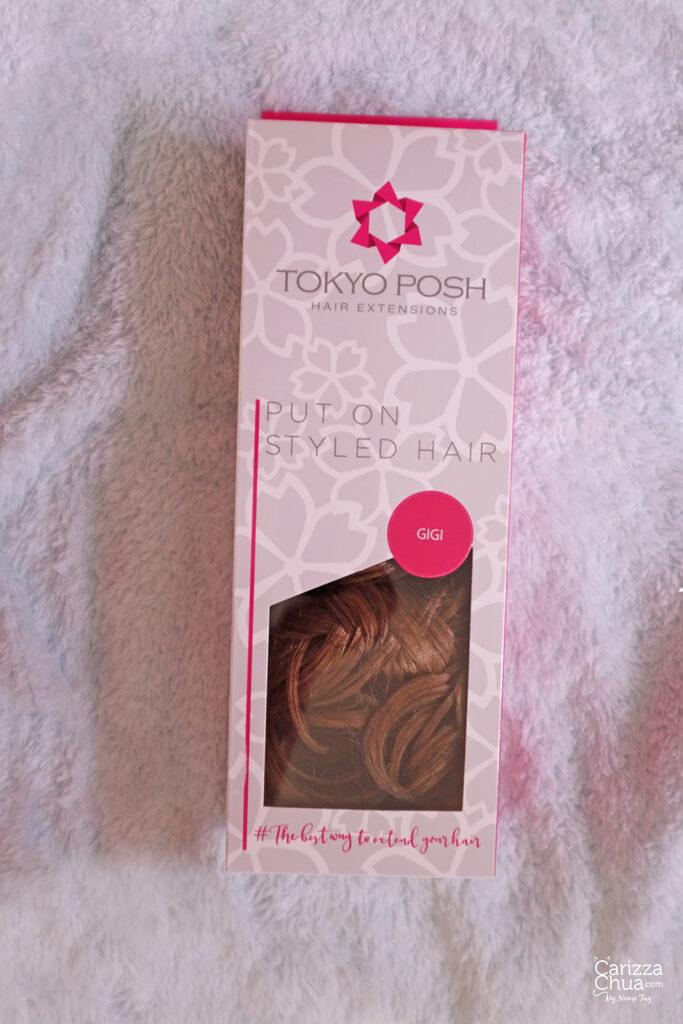 TOKYO POSH
HAIR EXTENSIONS
PUT ON
STYLED HAIR
GIGI
#The best way to extend your hair
Carizza
Chua.com
My Name Tag